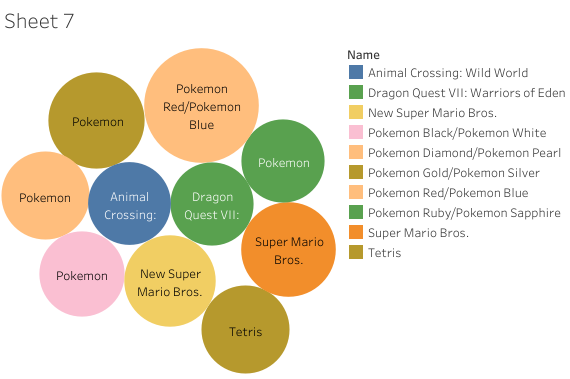 Sheet 7
Pokemon
Red/Pokemon
Blue
Pokemon
Pokemon
Pokemon
Animal
Crossing:
Dragon
Quest VII:
Super Mario
Bros.
Pokemon
New Super
Mario Bros.
Tetris
Name
Animal Crossing: Wild World
Dragon Quest VII: Warriors of Eden
New Super Mario Bros.
Pokemon Black/Pokemon White
Pokemon Diamond/Pokemon Pearl
Pokemon Gold/Pokemon Silver
Pokemon Red/Pokemon Blue
Pokemon Ruby/Pokemon Sapphire
Super Mario Bros.
Tetris